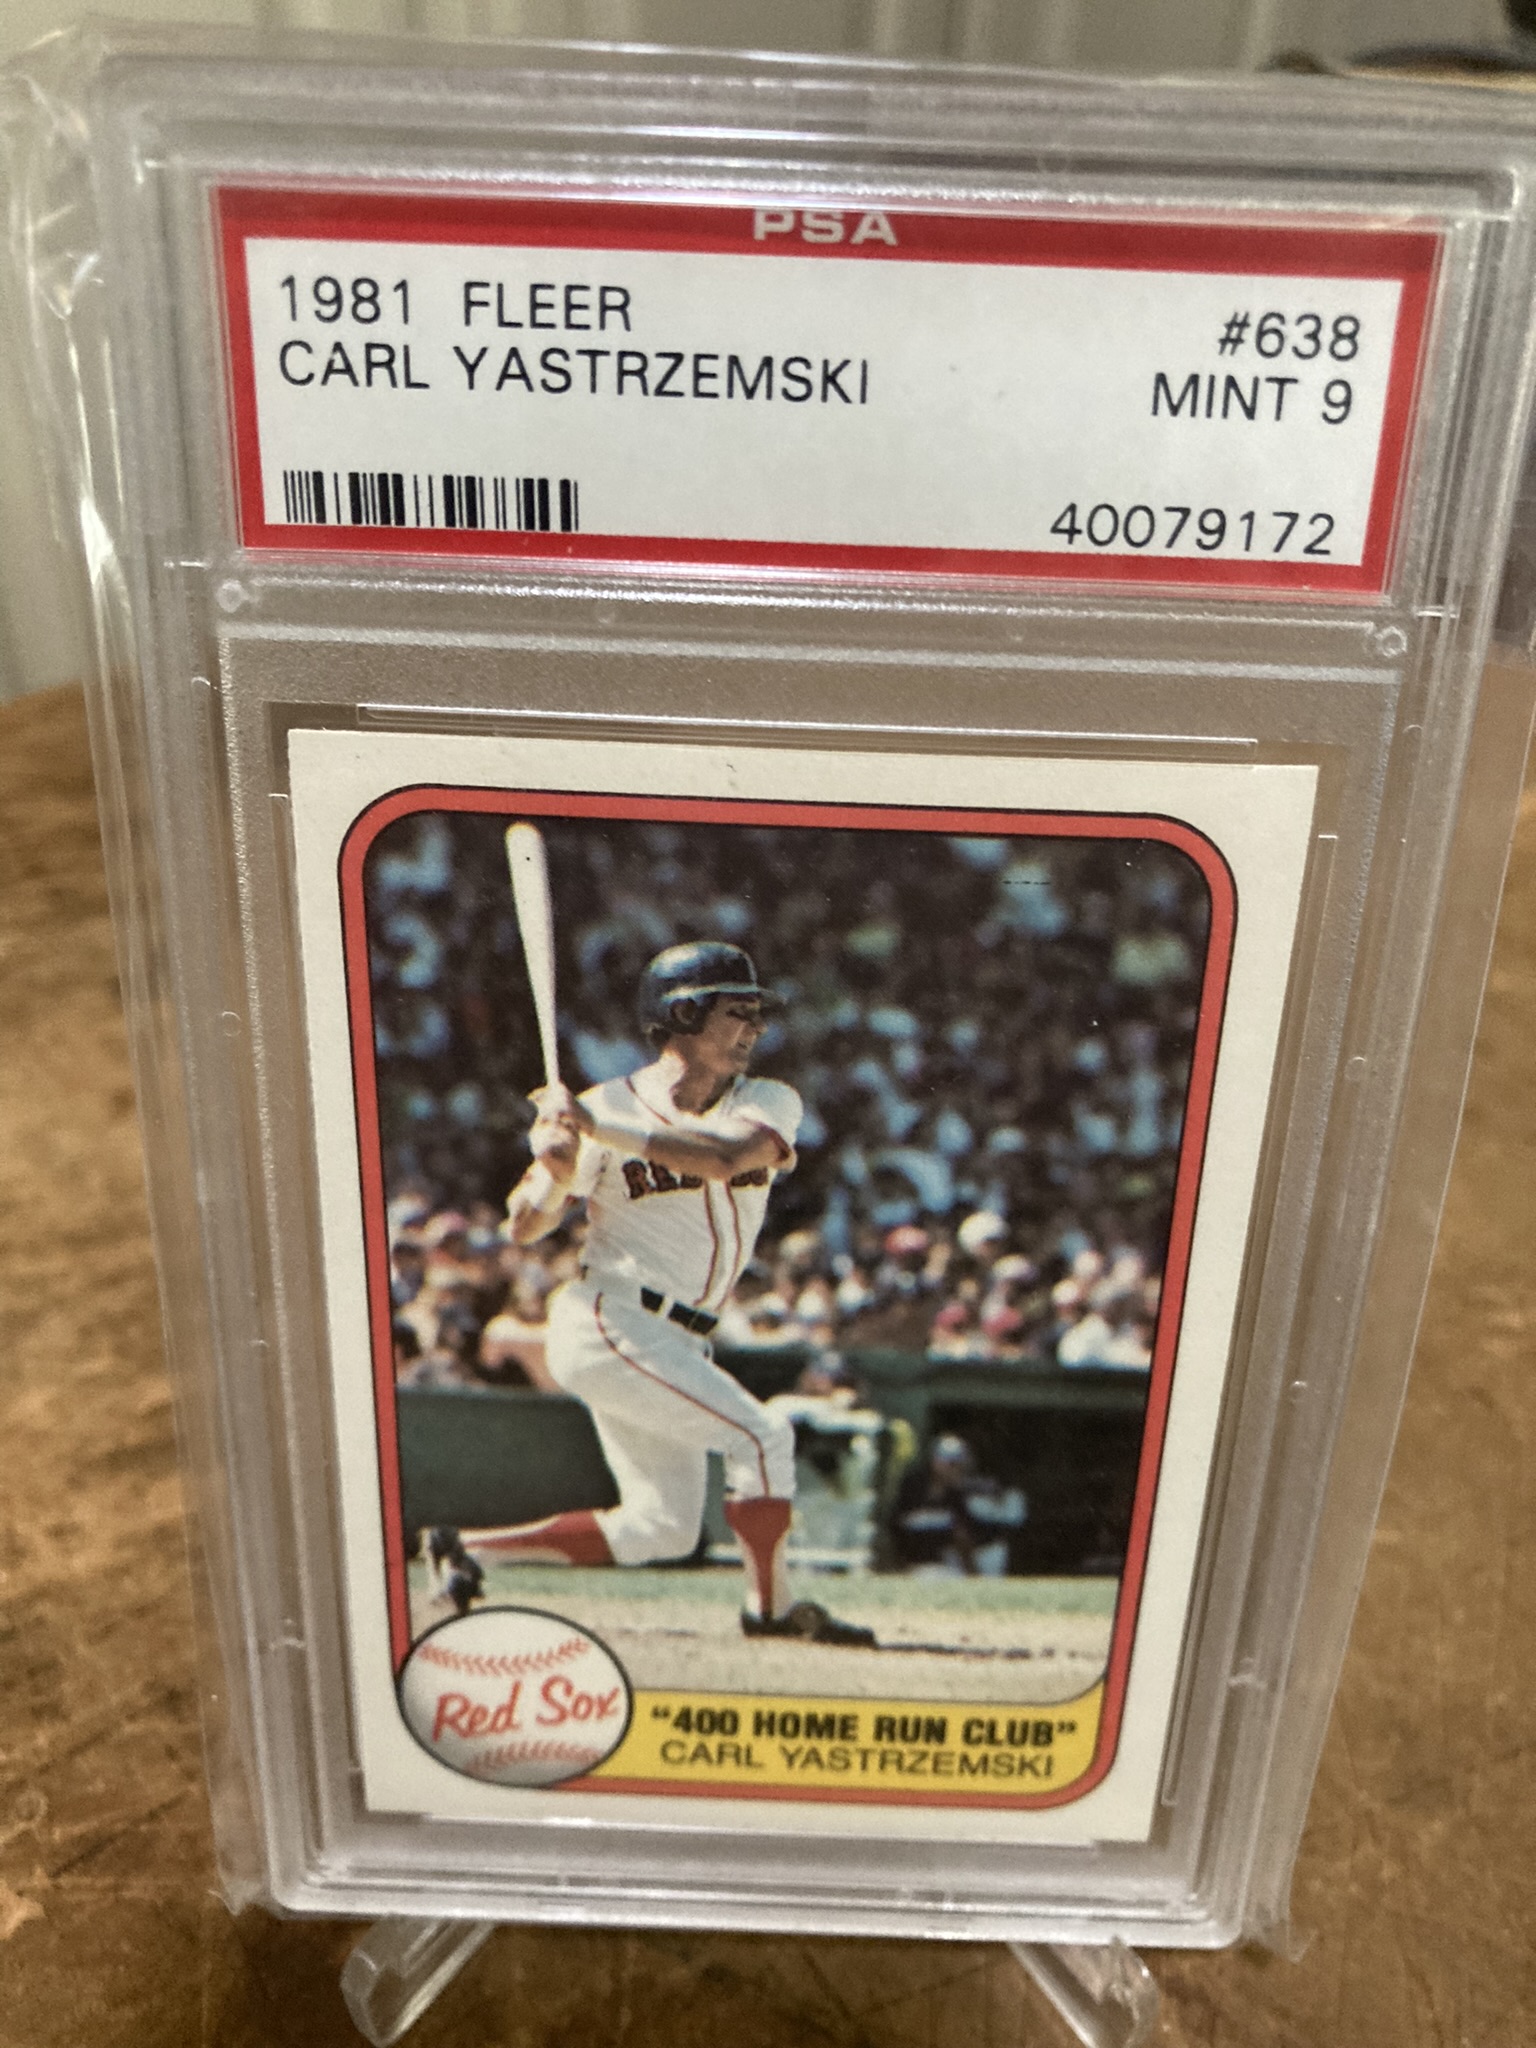 PSA
1981 FLEER
#638
CARL YASTRZEMSKI
MINT 9
40079172
Red Sox
"400 HOME RUN CLUB"
CARL YASTRZEMSKI